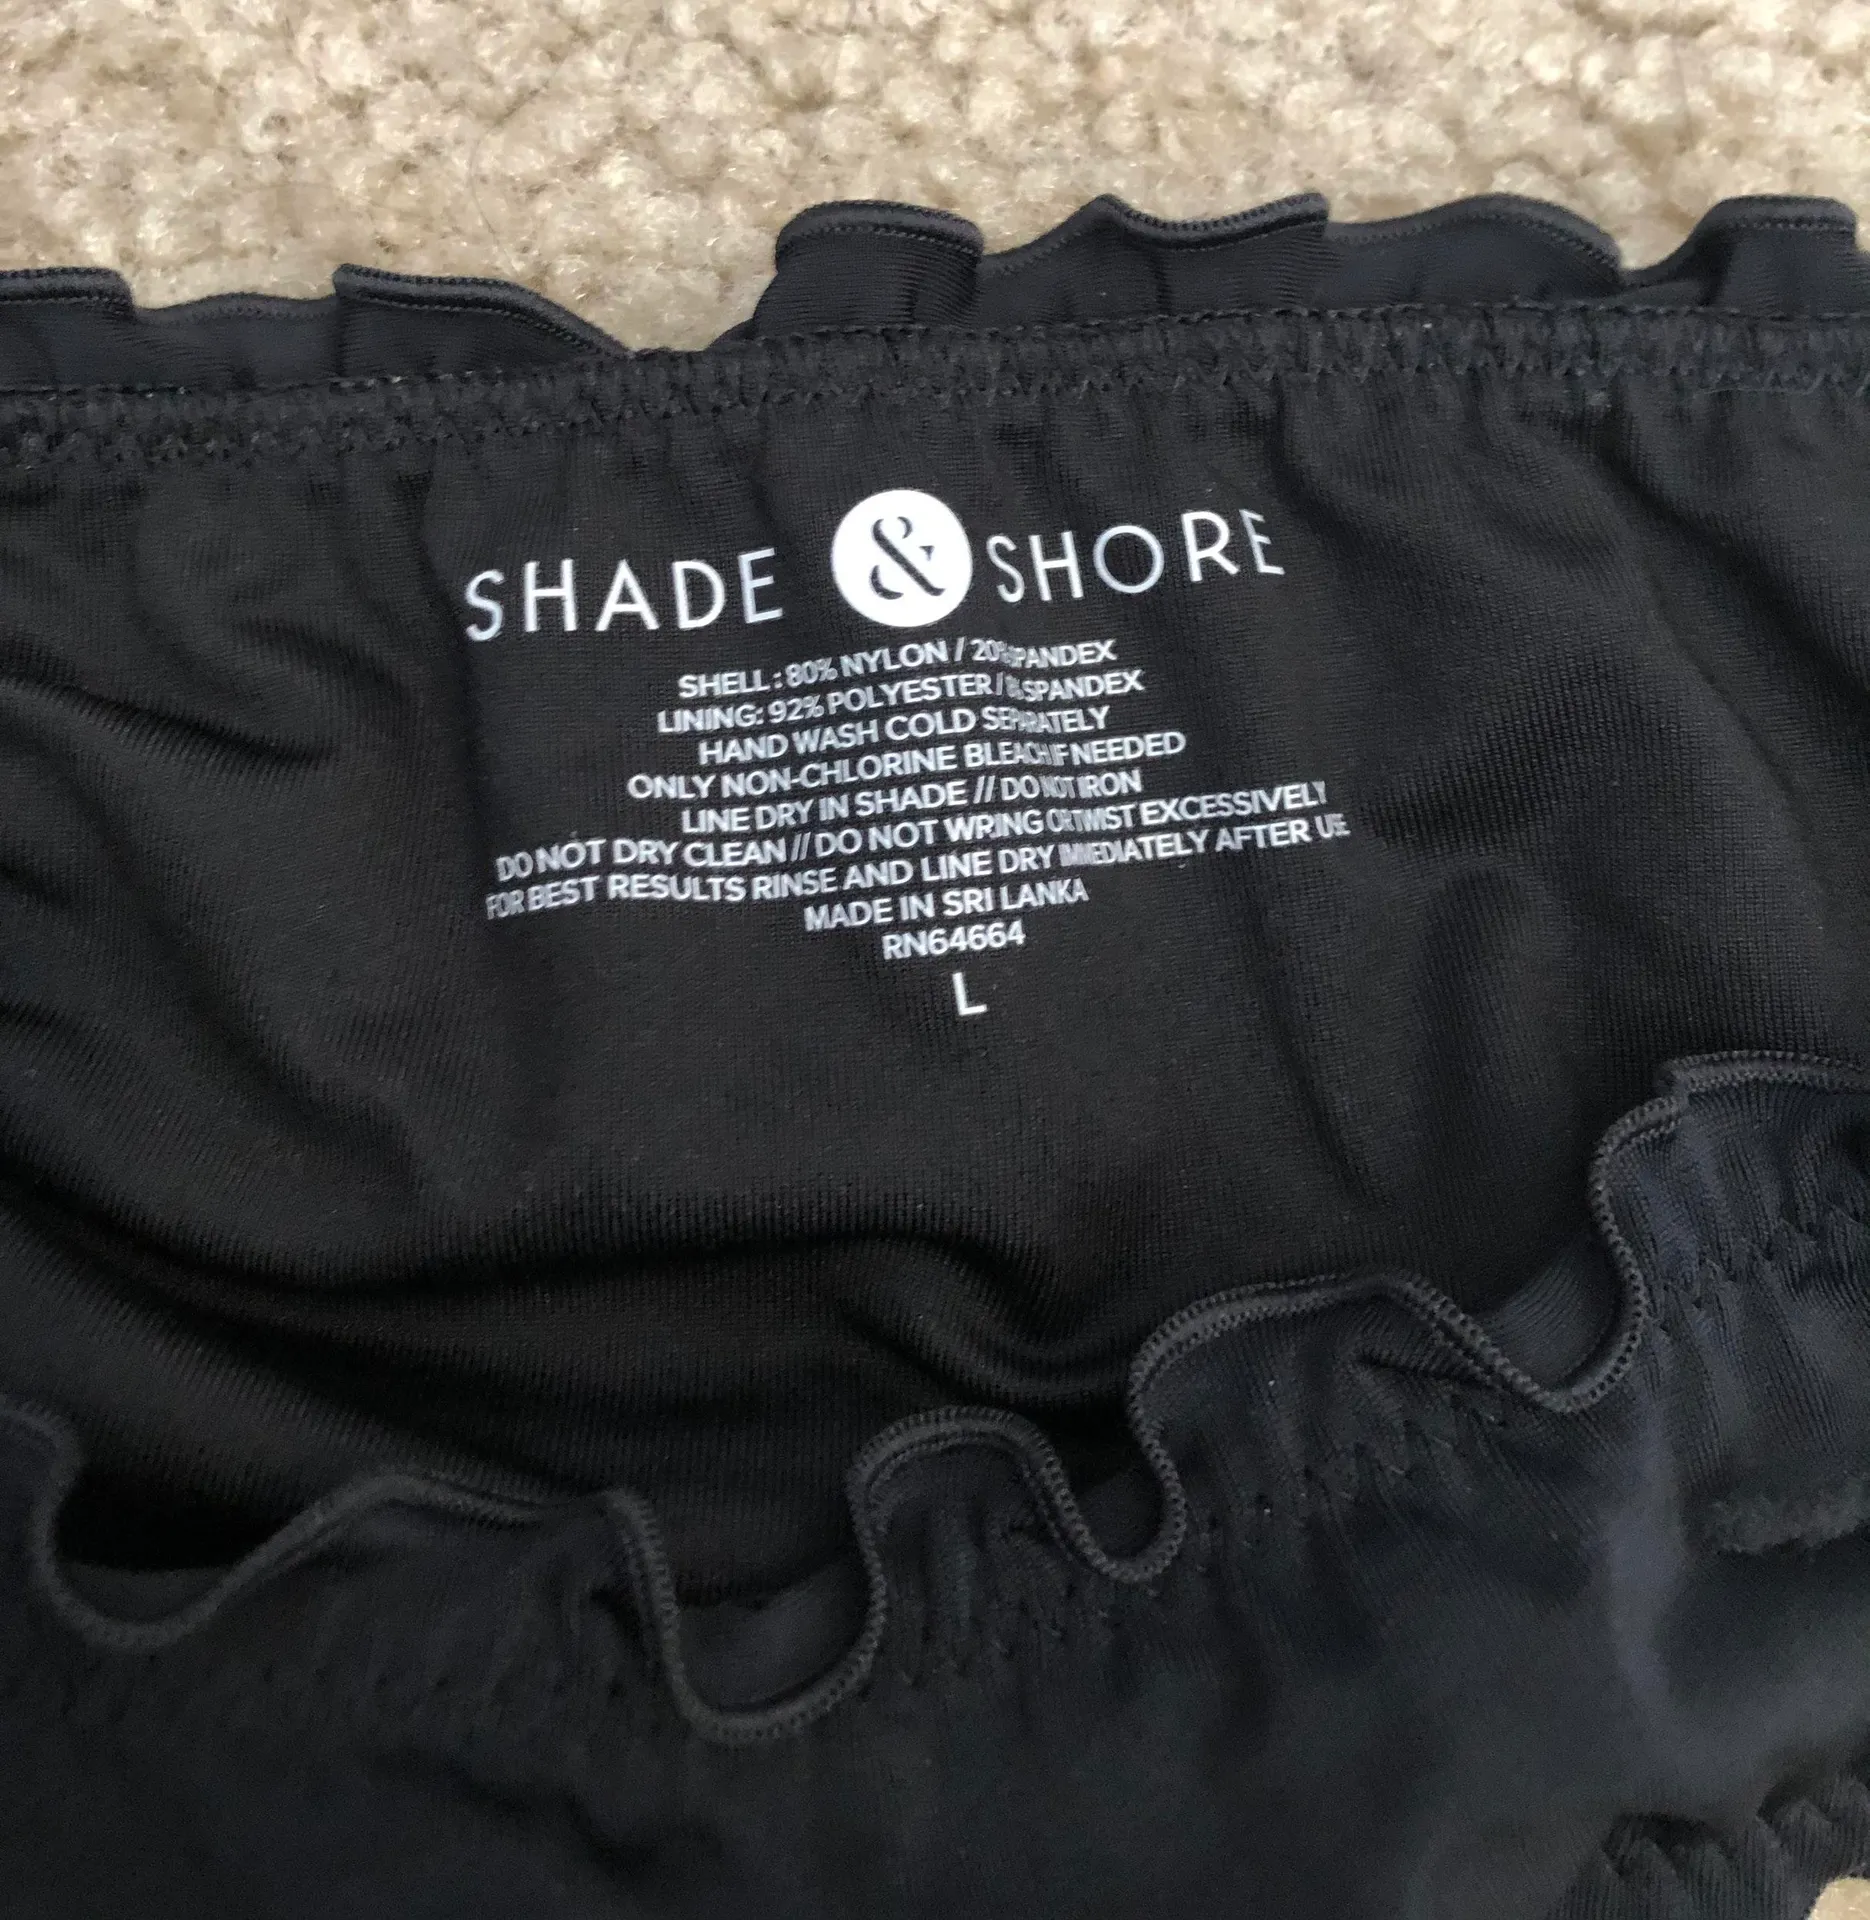 SHADE & SHORE
SHELL : 80% NYLON / 20% SPANDEX
LINING: 92% POLYESTER / 8% SPANDEX
HAND WASH COLD SEPARATELY
ONLY NON-CHLORINE BLEACH IF NEEDED
LINE DRY IN SHADE // DO NOT IRON
DO NOT DRY CLEAN // DO NOT WRING OR TWIST EXCESSIVELY
FOR BEST RESULTS RINSE AND LINE DRY IMMEDIATELY AFTER USE
MADE IN SRI LANKA
RN64664
L